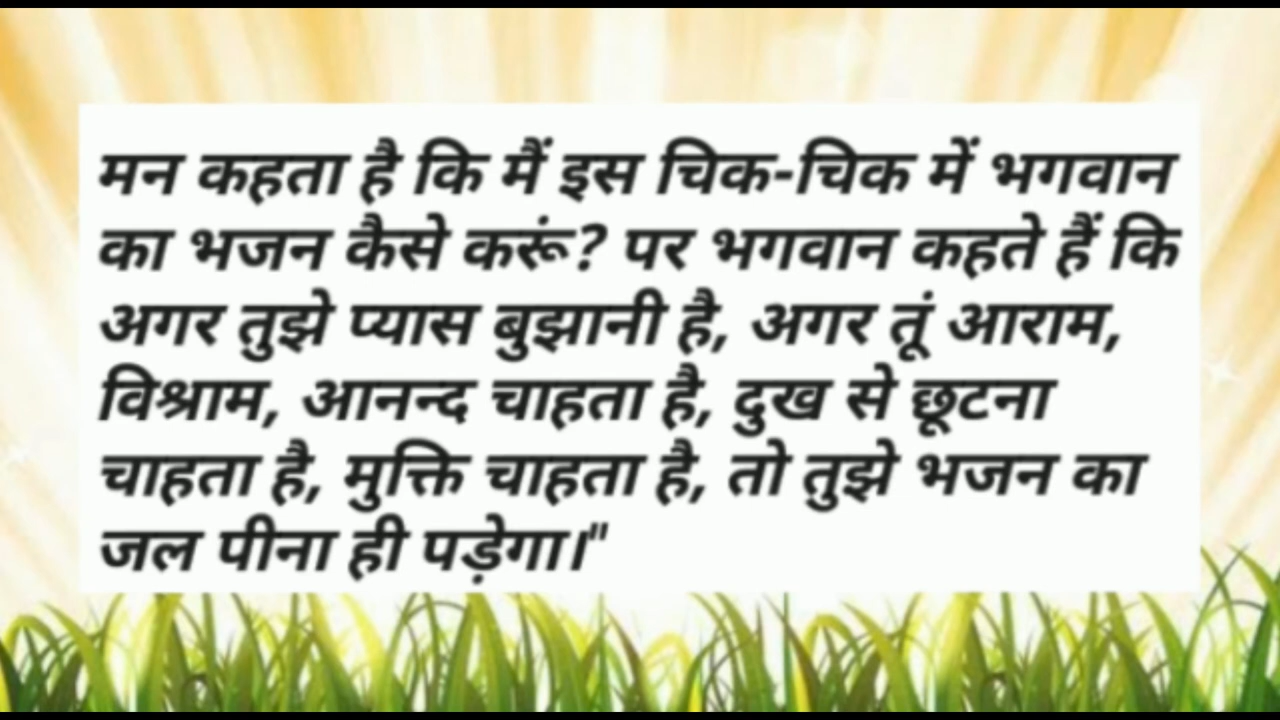 मन कहता है कि मैं इस चिक-चिक में भगवान
का भजन कैसे करूं? पर भगवान कहते हैं कि
अगर तुझे प्यास बुझानी है, अगर तूं आराम,
विश्राम, आनन्द चाहता है, दुख से छूटना
चाहता है, मुक्ति चाहता है, तो तुझे भजन का
जल पीना ही पड़ेगा।"